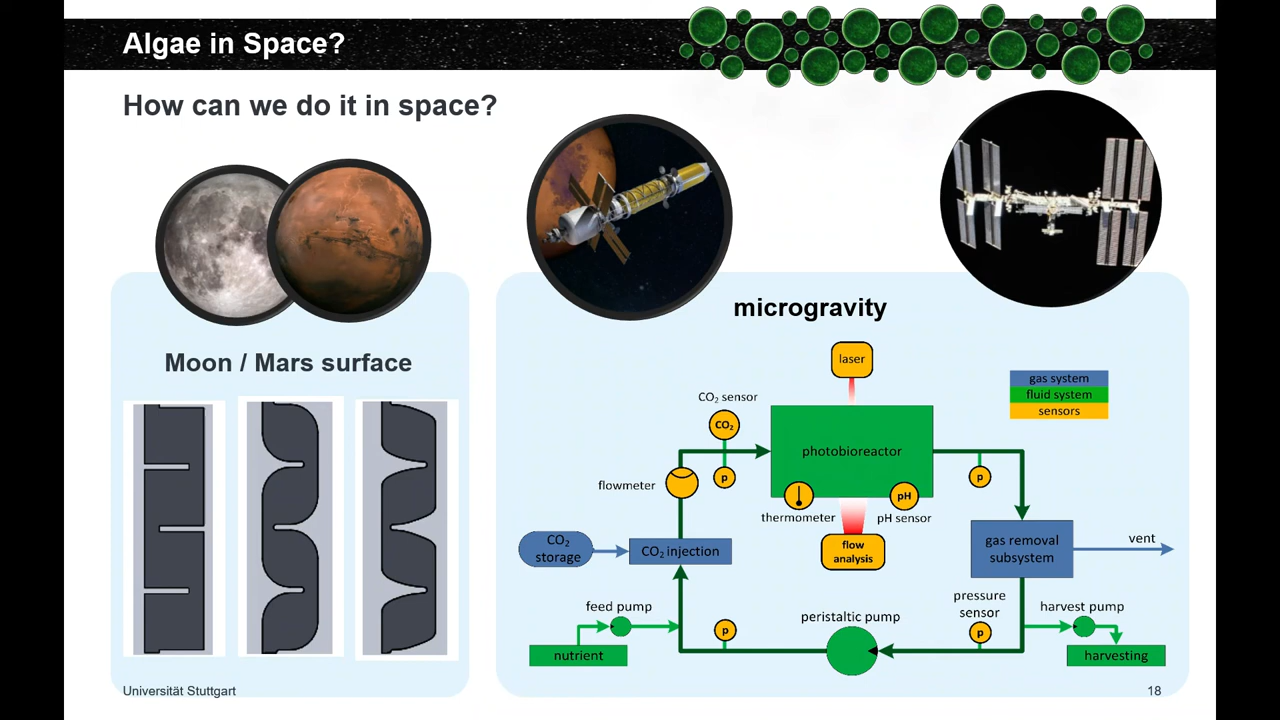 Algae in Space?
How can we do it in space?
Moon / Mars surface
microgravity
laser
gas system
fluid system
sensors
CO₂ sensor
CO₂
p
photobioreactor
flowmeter
p
thermometer
pH
pH sensor
CO₂
storage
CO₂ injection
flow
analysis
gas removal
subsystem
vent
feed pump
nutrient
p
peristaltic pump
pressure
sensor
p
harvest pump
harvesting
Universität Stuttgart
18